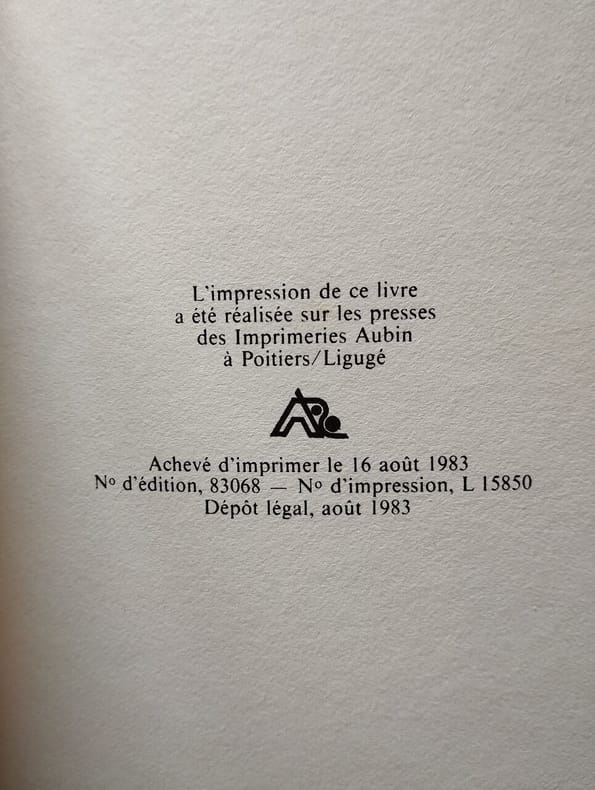 L'impression de ce livre
a été réalisée sur les presses
des Imprimeries Aubin
à Poitiers/Ligugé
Achevé d'imprimer le 16 août 1983
Nº d'édition, 83068 — Nº d'impression, L 15850
Dépôt légal, août 1983